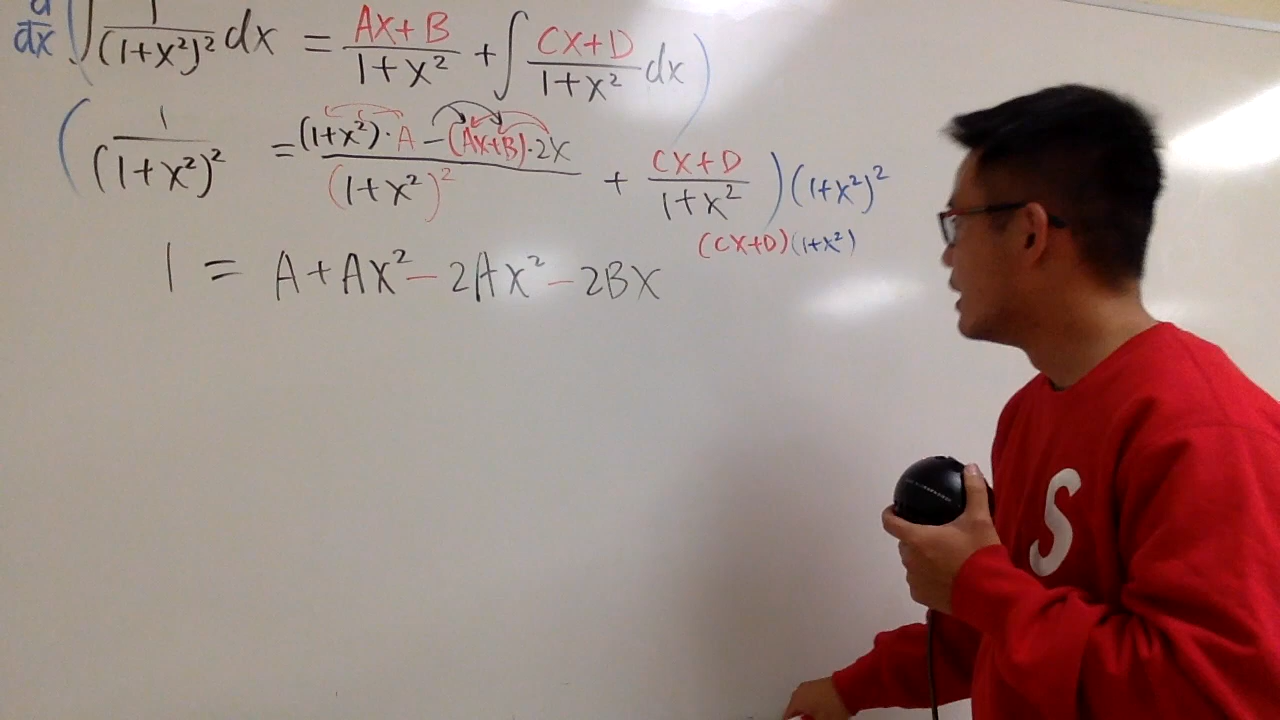 d/dx ( ∫ 1/(1+x²)² dx = (Ax+B)/(1+x²) + ∫ (Cx+D)/(1+x²) dx )
( 1/(1+x²)² = ((1+x²)·A − (Ax+B)·2x)/(1+x²)² + (Cx+D)/(1+x²) ) (1+x²)²
(Cx+D)(1+x²)
1 = A + Ax² − 2Ax² − 2Bx
S